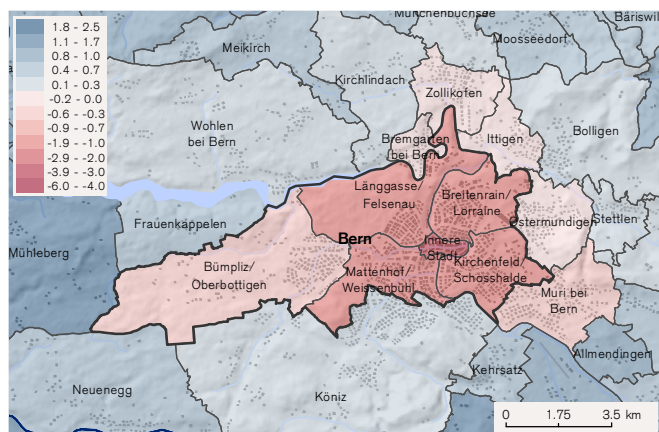 1.8 - 2.5
1.1 - 1.7
0.8 - 1.0
0.4 - 0.7
0.1 - 0.3
-0.2 - 0.0
-0.6 - -0.3
-0.9 - -0.7
-1.9 - -1.0
-2.9 - -2.0
-3.9 - -3.0
-6.0 - -4.0
Münchenbuchsee
Bäriswil
Moosseedorf
Meikirch
Kirchlindach
Zollikofen
Wohlen
bei Bern
Bremgarten
bei Bern
Ittigen
Bolligen
Länggasse/
Felsenau
Breitenrain/
Lorraine
Frauenkappelen
Ostermundigen
Stettlen
Mühleberg
Bern
Innere
Stadt
Bümpliz/
Oberbottigen
Mattenhof/
Weissenbühl
Kirchenfeld/
Schosshalde
Muri bei
Bern
Allmendingen
Kehrsatz
Neuenegg
Köniz
0 1.75 3.5 km